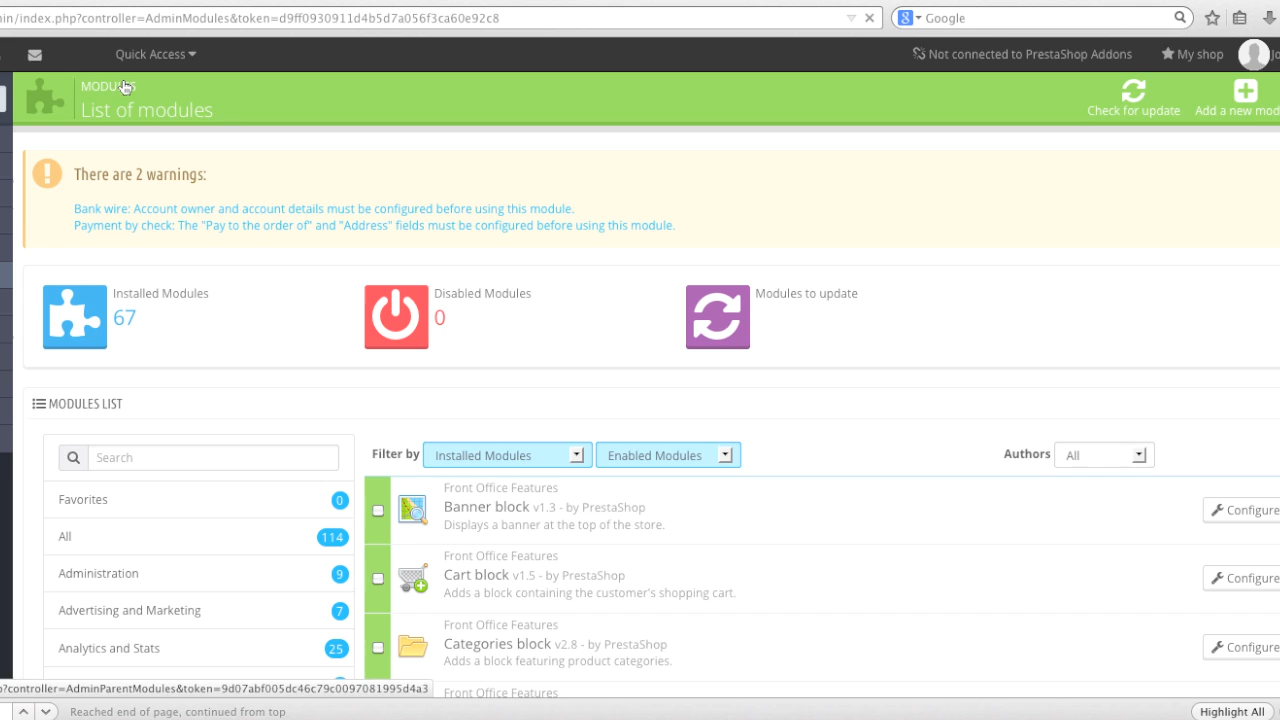 nin/index.php?controller=AdminModules&token=d9ff0930911d4b5d7a056f3ca60e92c8
Google
Quick Access
Not connected to PrestaShop Addons
My shop
Jo
MODULES
List of modules
Check for update
Add a new mod
There are 2 warnings:
Bank wire: Account owner and account details must be configured before using this module.
Payment by check: The "Pay to the order of" and "Address" fields must be configured before using this module.
Installed Modules
67
Disabled Modules
0
Modules to update
MODULES LIST
Search
Filter by
Installed Modules
Enabled Modules
Authors
All
Favorites 0
All 114
Administration 9
Advertising and Marketing 7
Analytics and Stats 25
Front Office Features
Banner block v1.3 - by PrestaShop
Displays a banner at the top of the store.
Configure
Front Office Features
Cart block v1.5 - by PrestaShop
Adds a block containing the customer's shopping cart.
Configure
Front Office Features
Categories block v2.8 - by PrestaShop
Adds a block featuring product categories.
Configure
Front Office Features
p?controller=AdminParentModules&token=9d07abf005dc46c79c0097081995d4a3
Reached end of page, continued from top
Highlight All